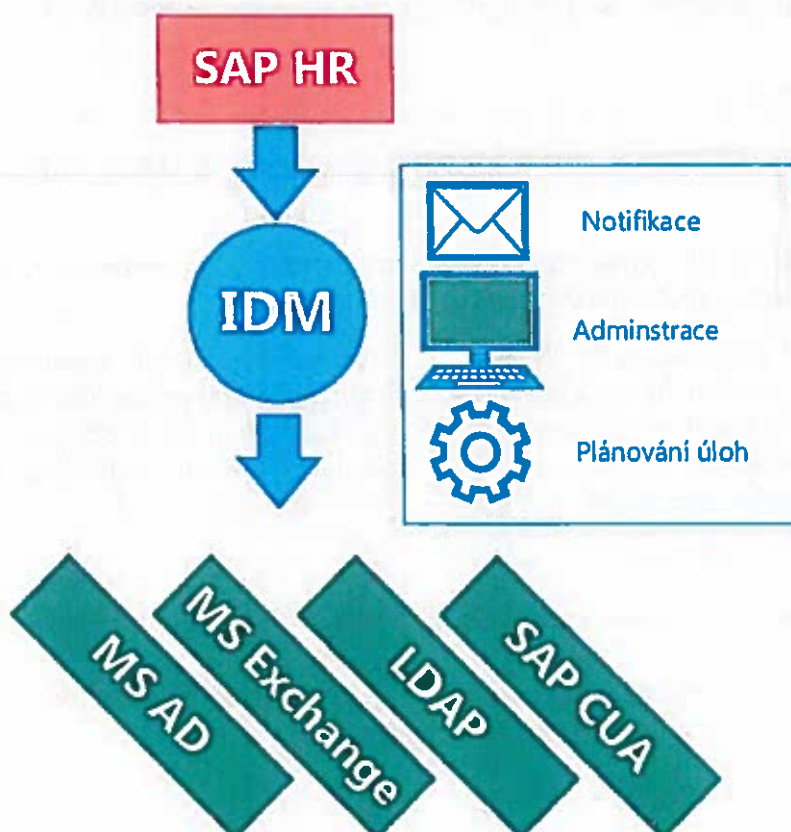 SAP HR
IDM
Notifikace
Adminstrace
Plánování úloh
MS AD
MS Exchange
LDAP
SAP CUA